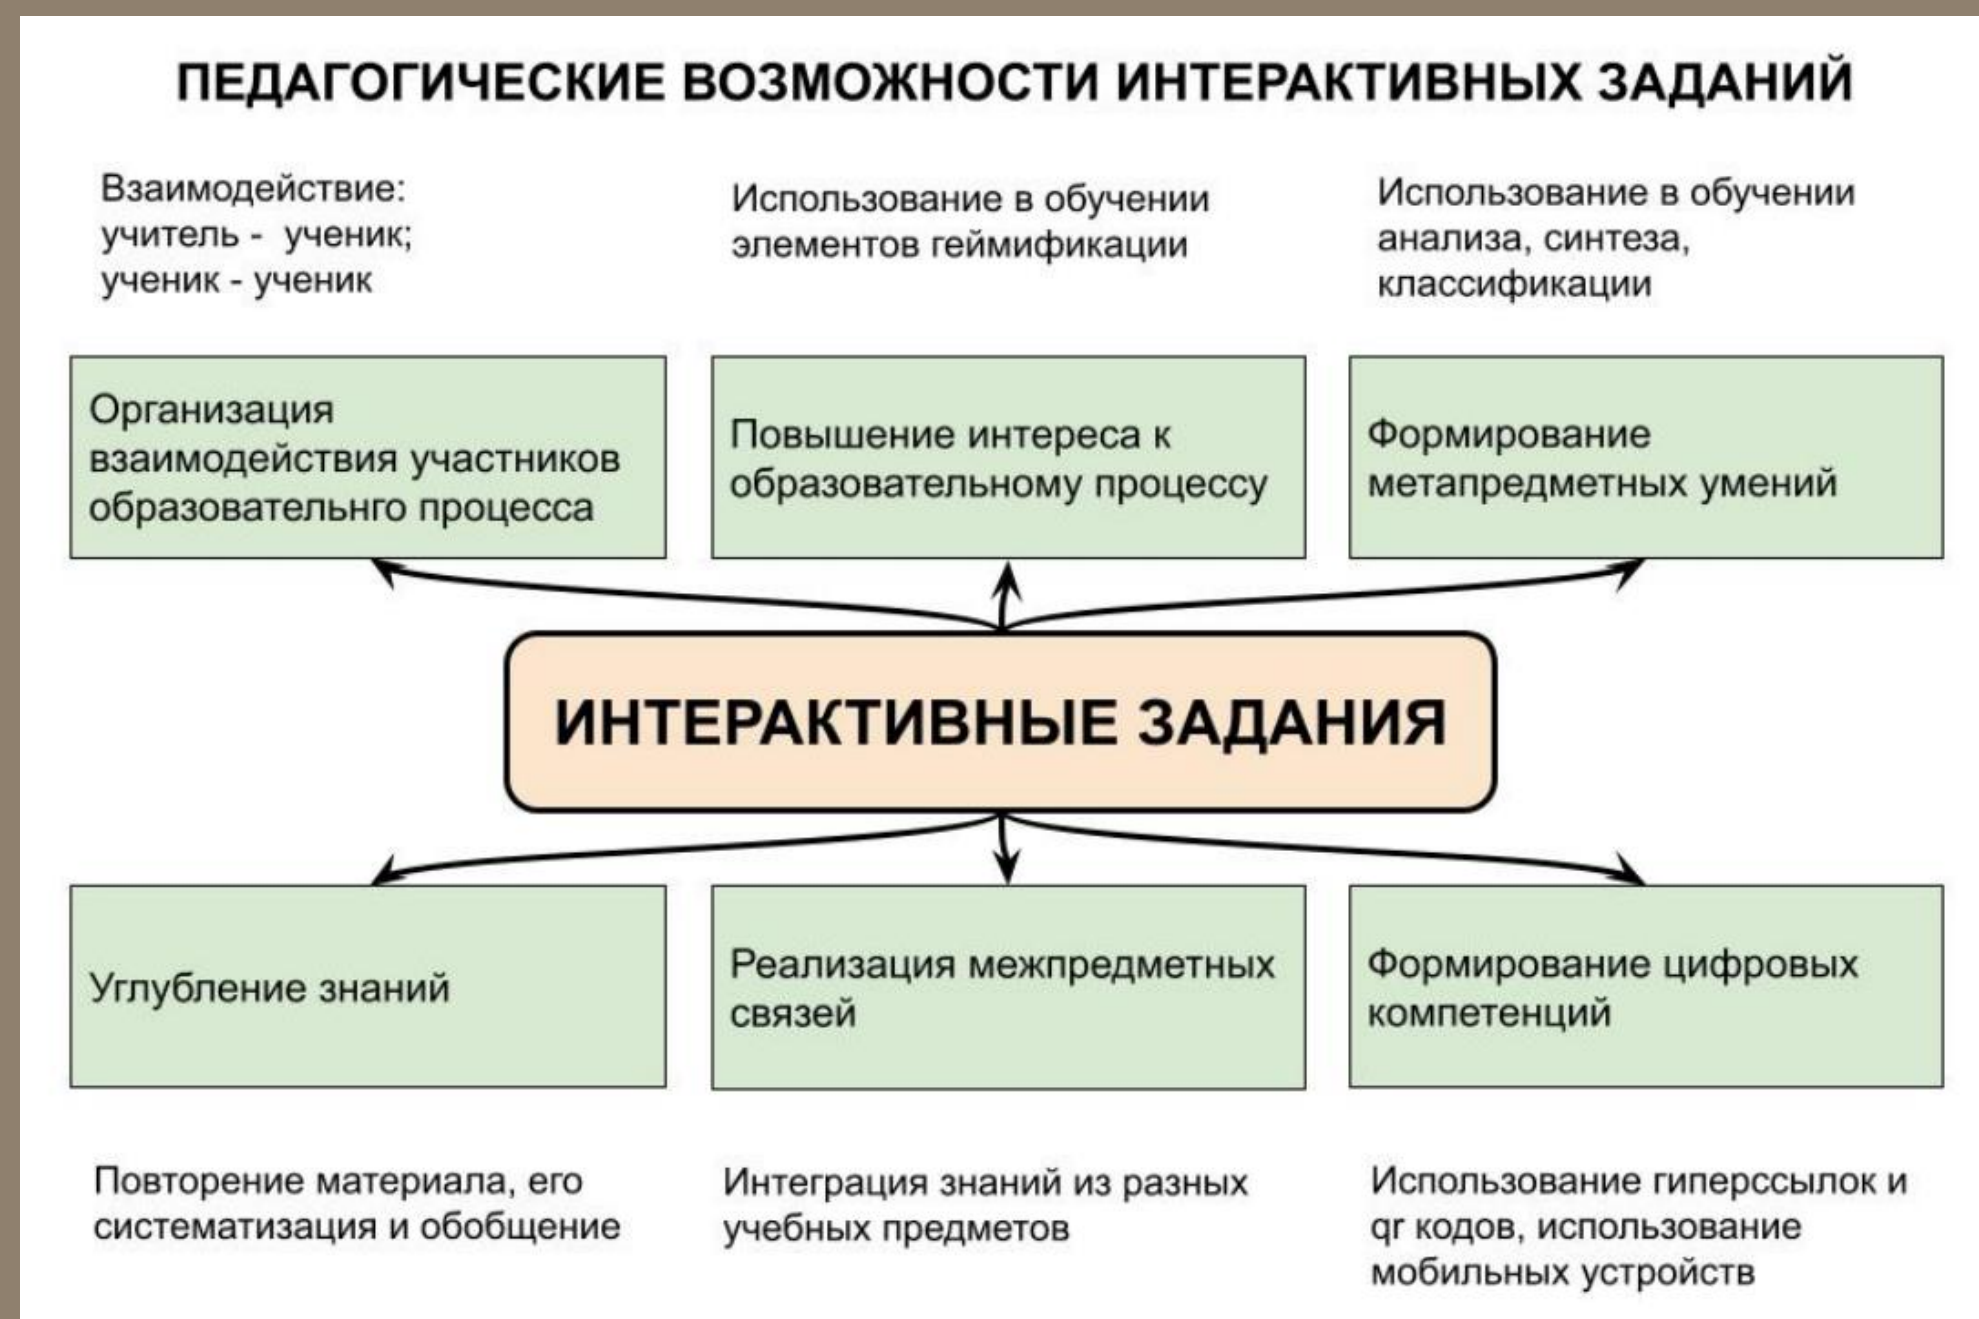 ПЕДАГОГИЧЕСКИЕ ВОЗМОЖНОСТИ ИНТЕРАКТИВНЫХ ЗАДАНИЙ
Взаимодействие:
учитель - ученик;
ученик - ученик
Использование в обучении
элементов геймификации
Использование в обучении
анализа, синтеза,
классификации
Организация
взаимодействия участников
образовательнго процесса
Повышение интереса к
образовательному процессу
Формирование
метапредметных умений
ИНТЕРАКТИВНЫЕ ЗАДАНИЯ
Углубление знаний
Реализация межпредметных
связей
Формирование цифровых
компетенций
Повторение материала, его
систематизация и обобщение
Интеграция знаний из разных
учебных предметов
Использование гиперссылок и
qr кодов, использование
мобильных устройств